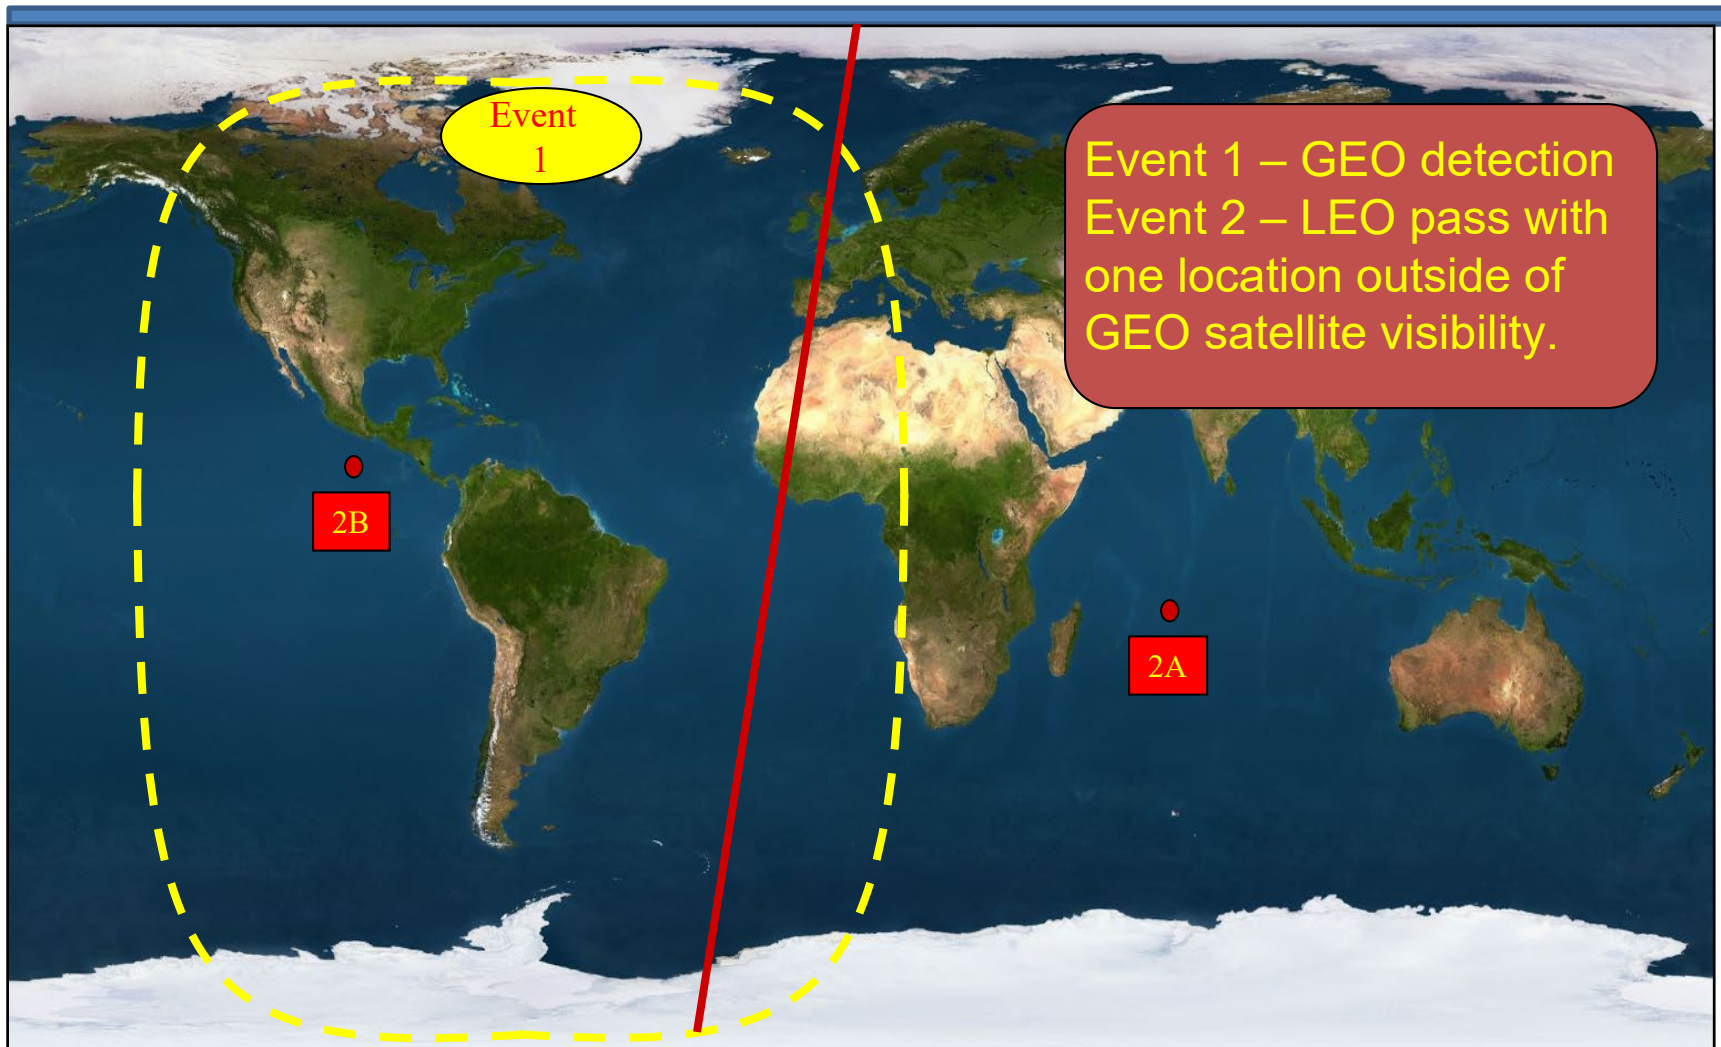 Event
1
Event 1 – GEO detection
Event 2 – LEO pass with
one location outside of
GEO satellite visibility.
2B
2A